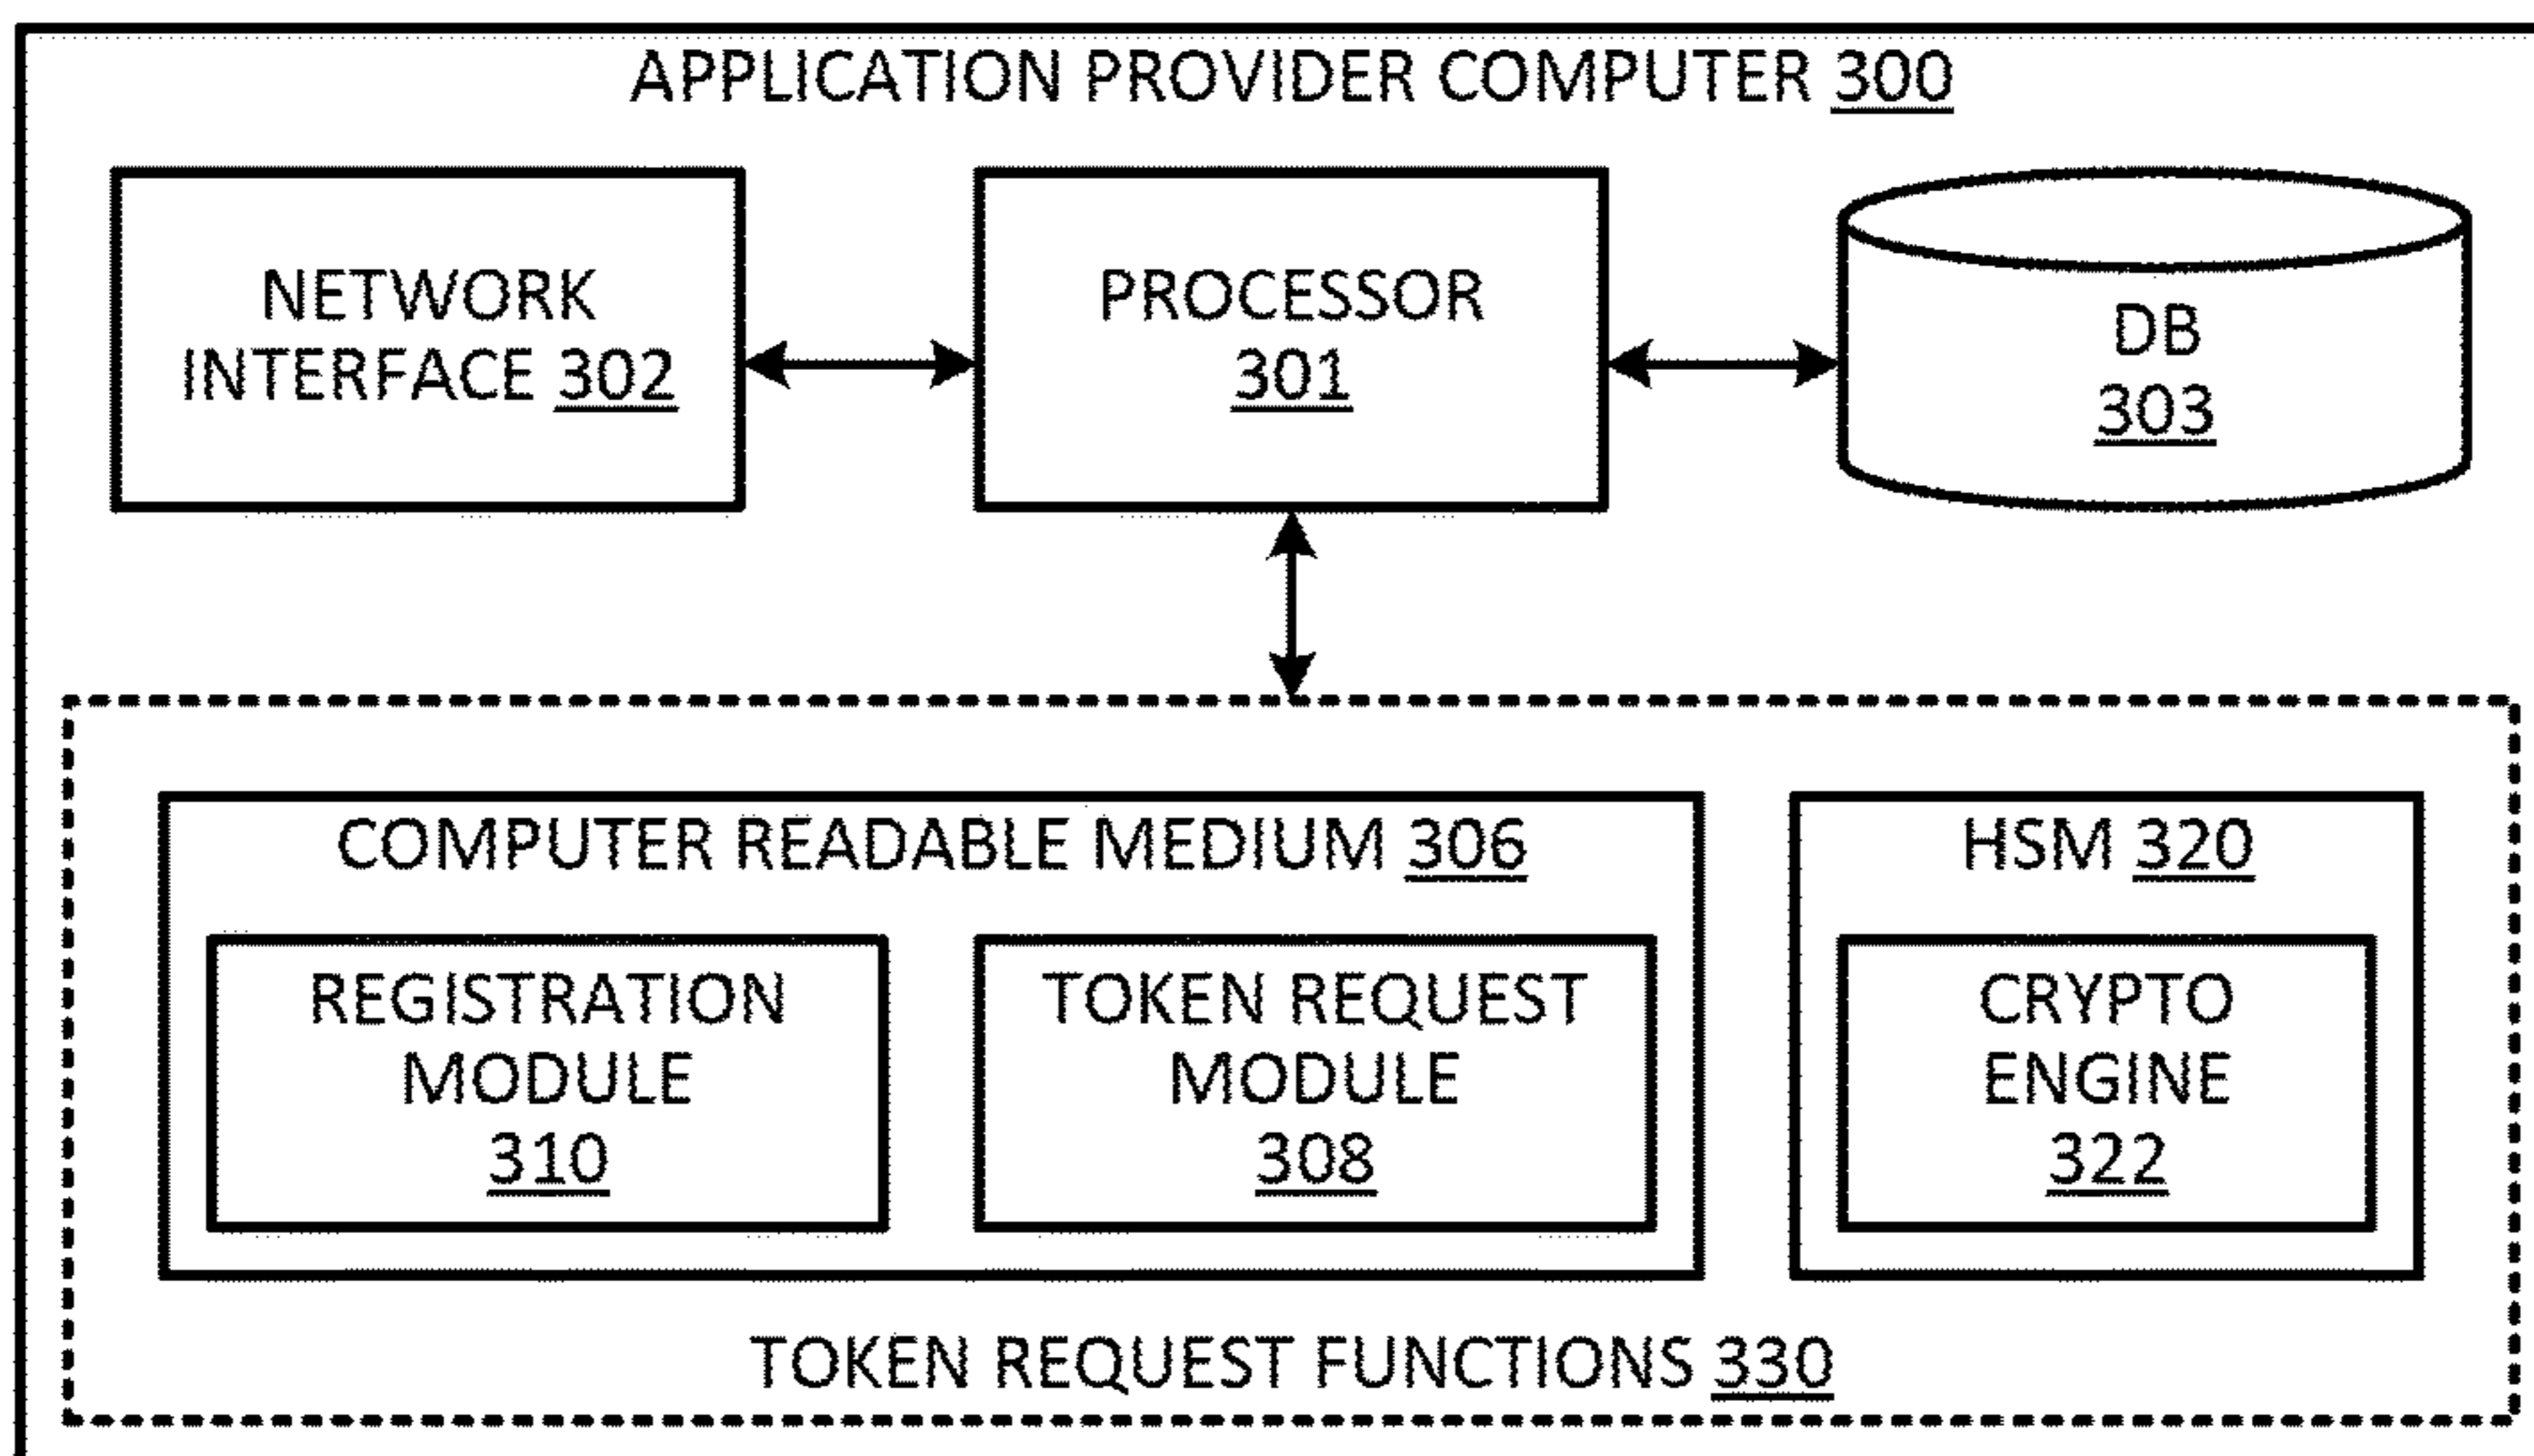 APPLICATION PROVIDER COMPUTER 300
NETWORK
INTERFACE 302
PROCESSOR
301
DB
303
COMPUTER READABLE MEDIUM 306
REGISTRATION
MODULE
310
TOKEN REQUEST
MODULE
308
HSM 320
CRYPTO
ENGINE
322
TOKEN REQUEST FUNCTIONS 330